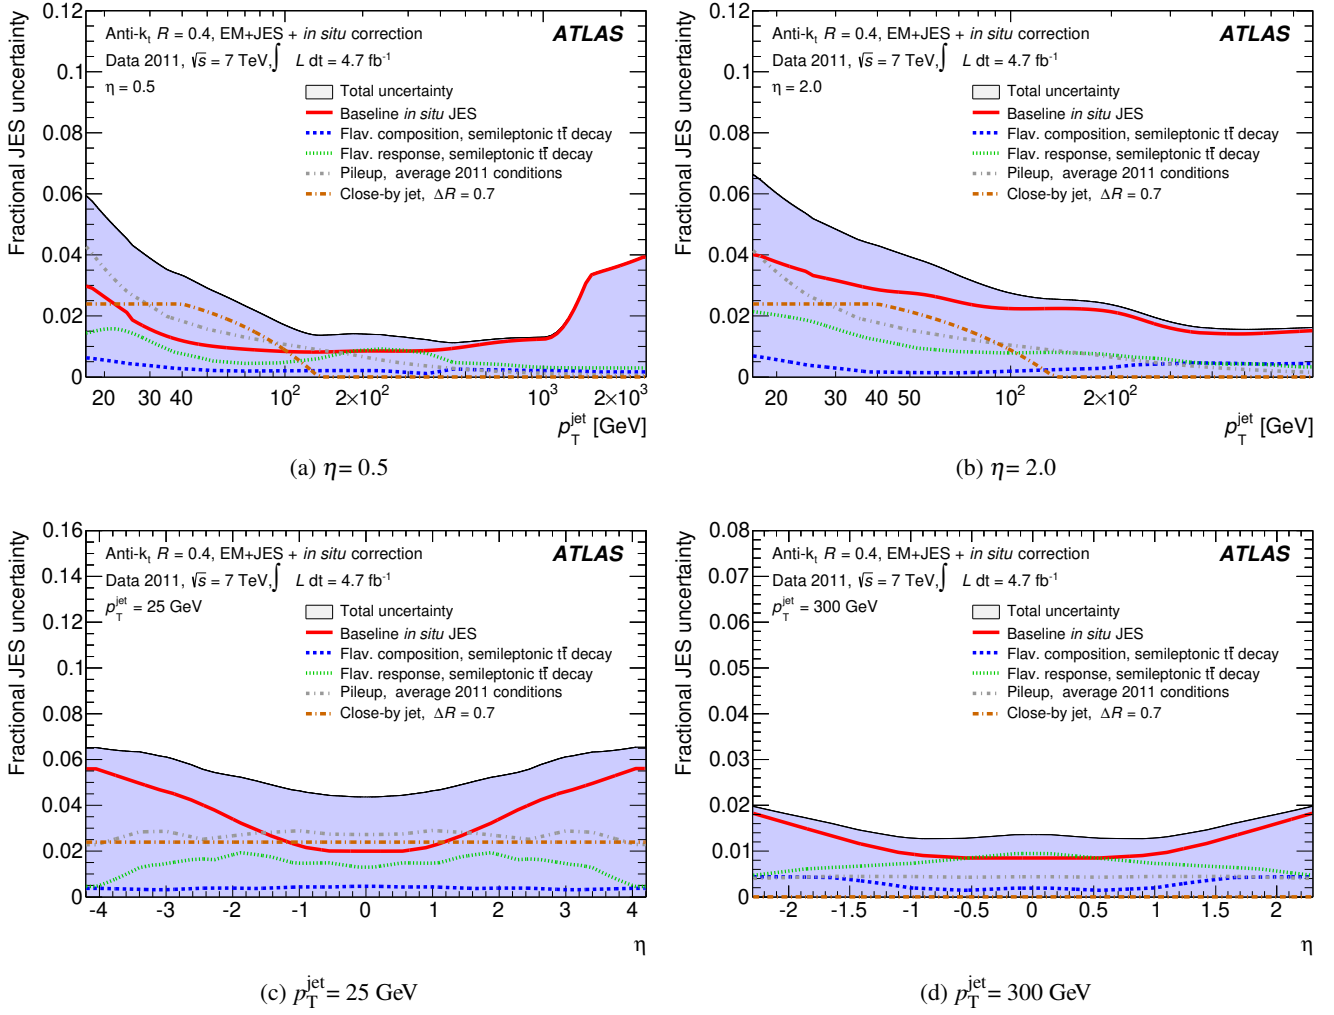 Fractional JES uncertainty
0.12
0.1
0.08
0.06
0.04
0.02
0
Anti-kₜ R = 0.4, EM+JES + in situ correction
ATLAS
Data 2011, √s = 7 TeV,∫ L dt = 4.7 fb⁻¹
η = 0.5
Total uncertainty
Baseline in situ JES
Flav. composition, semileptonic tt̄ decay
Flav. response, semileptonic tt̄ decay
Pileup, average 2011 conditions
Close-by jet, ΔR = 0.7
20 30 40 10² 2×10² 10³ 2×10³
p_T^jet [GeV]
(a) η = 0.5
Fractional JES uncertainty
0.12
0.1
0.08
0.06
0.04
0.02
0
Anti-kₜ R = 0.4, EM+JES + in situ correction
ATLAS
Data 2011, √s = 7 TeV,∫ L dt = 4.7 fb⁻¹
η = 2.0
Total uncertainty
Baseline in situ JES
Flav. composition, semileptonic tt̄ decay
Flav. response, semileptonic tt̄ decay
Pileup, average 2011 conditions
Close-by jet, ΔR = 0.7
20 30 40 50 10² 2×10²
p_T^jet [GeV]
(b) η = 2.0
Fractional JES uncertainty
0.16
0.14
0.12
0.1
0.08
0.06
0.04
0.02
0
Anti-kₜ R = 0.4, EM+JES + in situ correction
ATLAS
Data 2011, √s = 7 TeV,∫ L dt = 4.7 fb⁻¹
p_T^jet = 25 GeV
Total uncertainty
Baseline in situ JES
Flav. composition, semileptonic tt̄ decay
Flav. response, semileptonic tt̄ decay
Pileup, average 2011 conditions
Close-by jet, ΔR = 0.7
-4 -3 -2 -1 0 1 2 3 4
η
(c) p_T^jet = 25 GeV
Fractional JES uncertainty
0.08
0.07
0.06
0.05
0.04
0.03
0.02
0.01
0
Anti-kₜ R = 0.4, EM+JES + in situ correction
ATLAS
Data 2011, √s = 7 TeV,∫ L dt = 4.7 fb⁻¹
p_T^jet = 300 GeV
Total uncertainty
Baseline in situ JES
Flav. composition, semileptonic tt̄ decay
Flav. response, semileptonic tt̄ decay
Pileup, average 2011 conditions
Close-by jet, ΔR = 0.7
-2 -1.5 -1 -0.5 0 0.5 1 1.5 2
η
(d) p_T^jet = 300 GeV